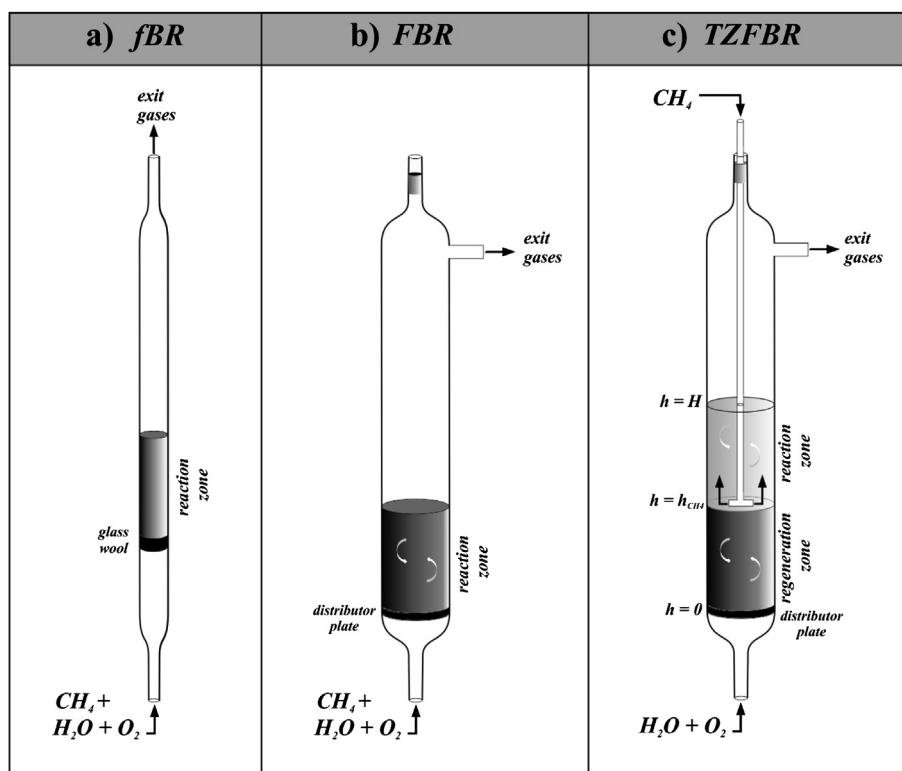 a) fBR
exit
gases
reaction
zone
glass
wool
CH₄ +
H₂O + O₂
b) FBR
exit
gases
reaction
zone
distributor
plate
CH₄ +
H₂O + O₂
c) TZFBR
CH₄
exit
gases
h = H
reaction
zone
h = h_CH4
regeneration
zone
h = 0
distributor
plate
H₂O + O₂